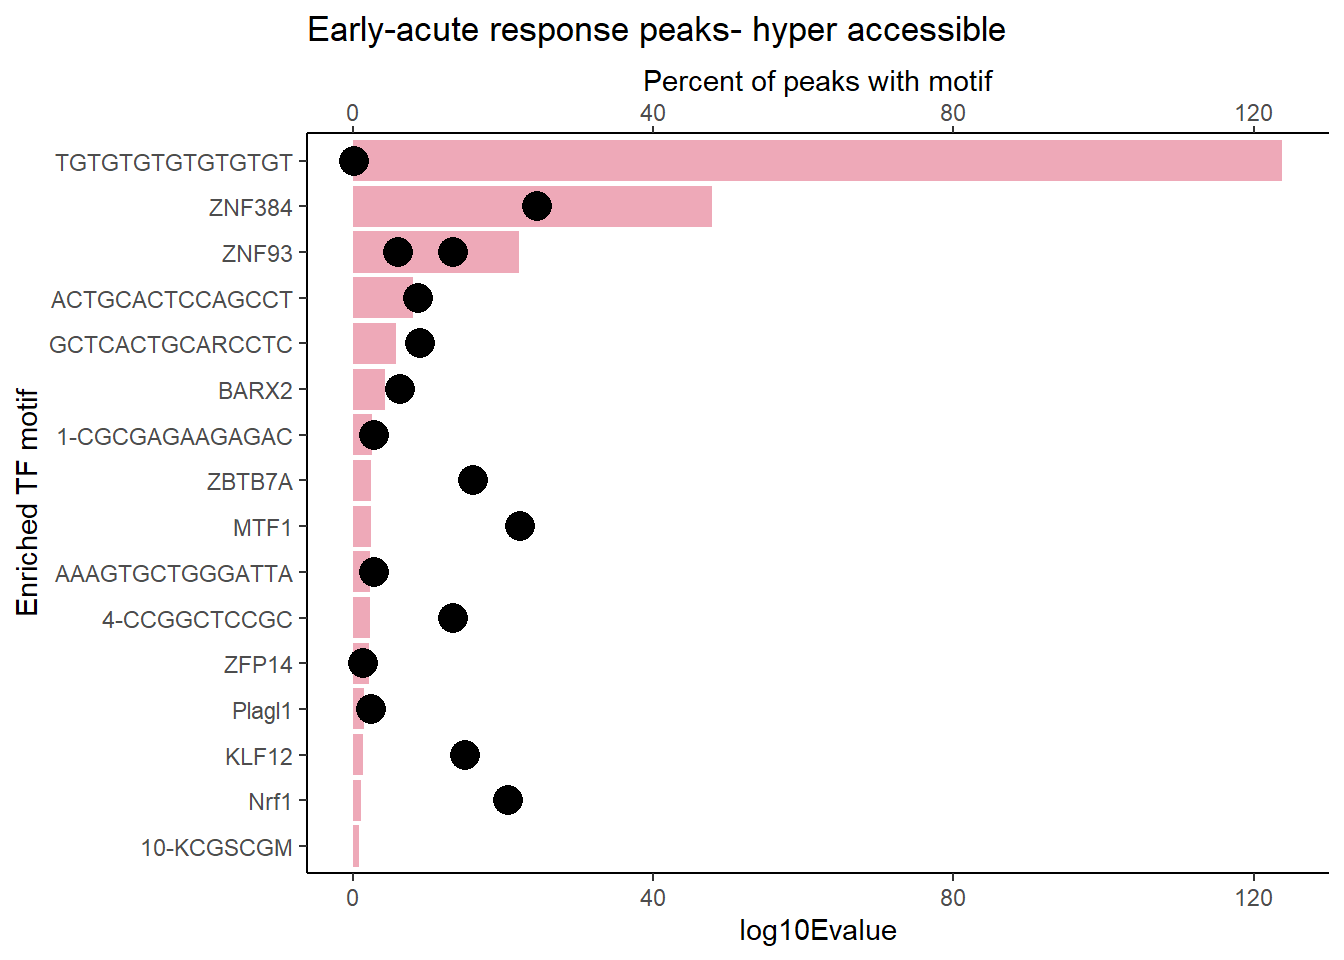 Early-acute response peaks- hyper accessible
Percent of peaks with motif
0 40 80 120
TGTGTGTGTGTGTGT
ZNF384
ZNF93
ACTGCACTCCAGCCT
GCTCACTGCARCCTC
BARX2
1-CGCGAGAAGAGAC
ZBTB7A
MTF1
AAAGTGCTGGGATTA
4-CCGGCTCCGC
ZFP14
Plagl1
KLF12
Nrf1
10-KCGSCGM
Enriched TF motif
0 40 80 120
log10Evalue